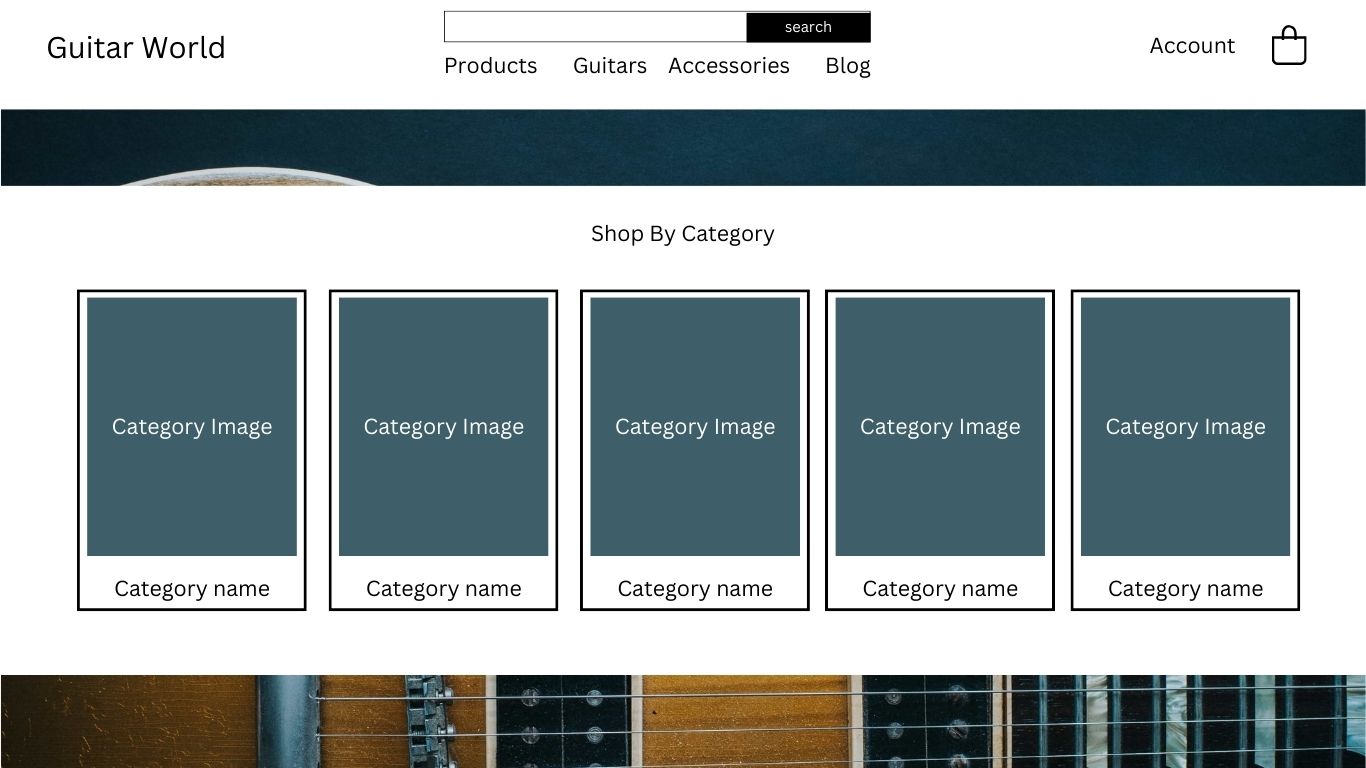 Guitar World
search
Products Guitars Accessories Blog
Account
Shop By Category
Category Image Category Image Category Image Category Image Category Image
Category name Category name Category name Category name Category name